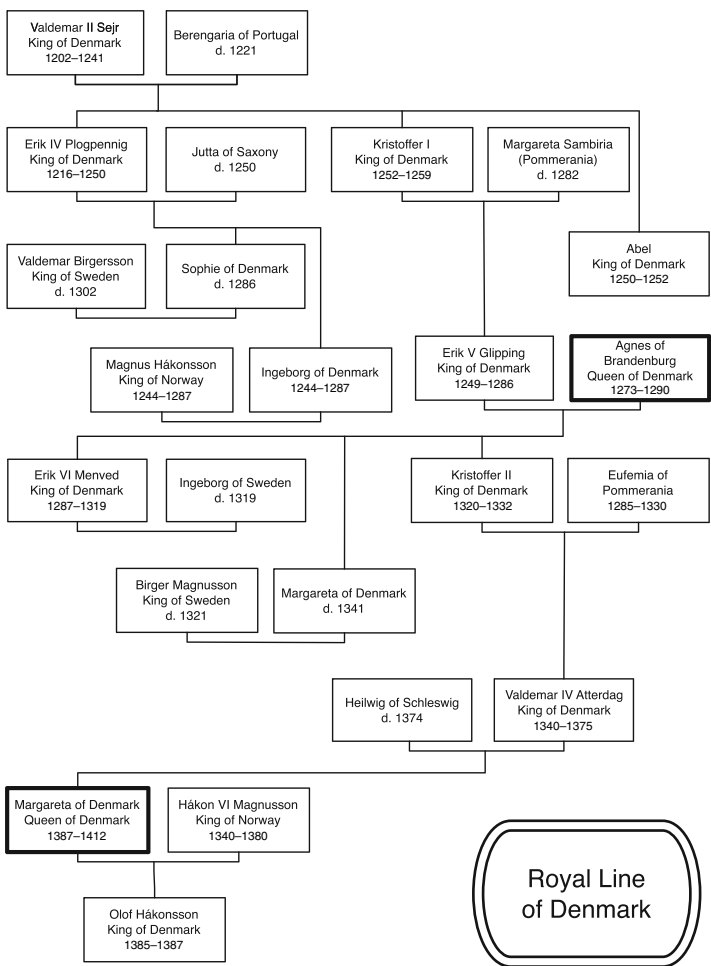 Valdemar II Sejr
King of Denmark
1202–1241
Berengaria of Portugal
d. 1221
Erik IV Plogpennig
King of Denmark
1216–1250
Jutta of Saxony
d. 1250
Kristoffer I
King of Denmark
1252–1259
Margareta Sambiria
(Pommerania)
d. 1282
Valdemar Birgersson
King of Sweden
d. 1302
Sophie of Denmark
d. 1286
Abel
King of Denmark
1250–1252
Magnus Hákonsson
King of Norway
1244–1287
Ingeborg of Denmark
1244–1287
Erik V Glipping
King of Denmark
1249–1286
Agnes of
Brandenburg
Queen of Denmark
1273–1290
Erik VI Menved
King of Denmark
1287–1319
Ingeborg of Sweden
d. 1319
Kristoffer II
King of Denmark
1320–1332
Eufemia of
Pommerania
1285–1330
Birger Magnusson
King of Sweden
d. 1321
Margareta of Denmark
d. 1341
Heilwig of Schleswig
d. 1374
Valdemar IV Atterdag
King of Denmark
1340–1375
Margareta of Denmark
Queen of Denmark
1387–1412
Hákon VI Magnusson
King of Norway
1340–1380
Olof Hákonsson
King of Denmark
1385–1387
Royal Line
of Denmark